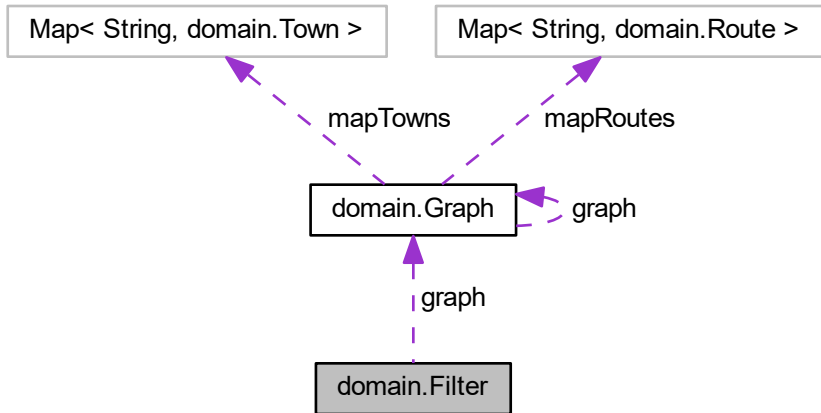 Map< String, domain.Town >
Map< String, domain.Route >
mapTowns
mapRoutes
domain.Graph
graph
graph
domain.Filter